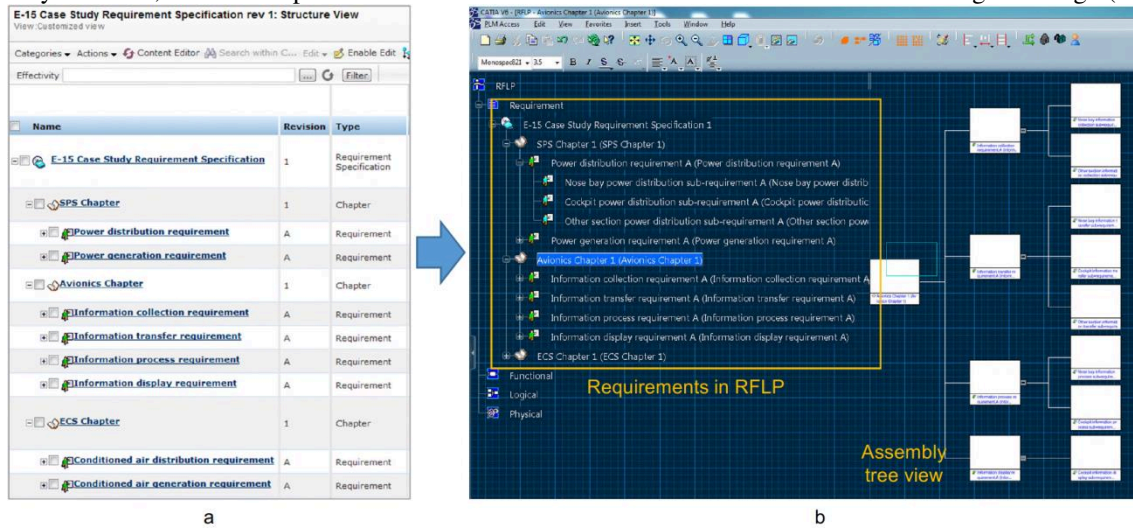 E-15 Case Study Requirement Specification rev 1: Structure View
View:Customized view
Categories Actions Content Editor Search within C... Edit Enable Edit
Effectivity ... Filter
Name Revision Type
E-15 Case Study Requirement Specification 1 Requirement Specification
SPS Chapter 1 Chapter
Power distribution requirement A Requirement
Power generation requirement A Requirement
Avionics Chapter 1 Chapter
Information collection requirement A Requirement
Information transfer requirement A Requirement
Information process requirement A Requirement
Information display requirement A Requirement
ECS Chapter 1 Chapter
Conditioned air distribution requirement A Requirement
Conditioned air generation requirement A Requirement
a
CATIA V6 - [RFLP - Avionics Chapter 1 (Avionics Chapter 1)]
PLM Access Edit View Favorites Insert Tools Window Help
Monospac821 3.5 B I S
RFLP
Requirement
E-15 Case Study Requirement Specification 1
SPS Chapter 1 (SPS Chapter 1)
Power distribution requirement A (Power distribution requirement A)
Nose bay power distribution sub-requirement A (Nose bay power distrib
Cockpit power distribution sub-requirement A (Cockpit power distributic
Other section power distribution sub-requirement A (Other section powe
Power generation requirement A (Power generation requirement A)
Avionics Chapter 1 (Avionics Chapter 1)
Information collection requirement A (Information collection requirement A
Information transfer requirement A (Information transfer requirement A)
Information process requirement A (Information process requirement A)
Information display requirement A (Information display requirement A)
ECS Chapter 1 (ECS Chapter 1)
Functional
Logical
Physical
Requirements in RFLP
Assembly
tree view
b